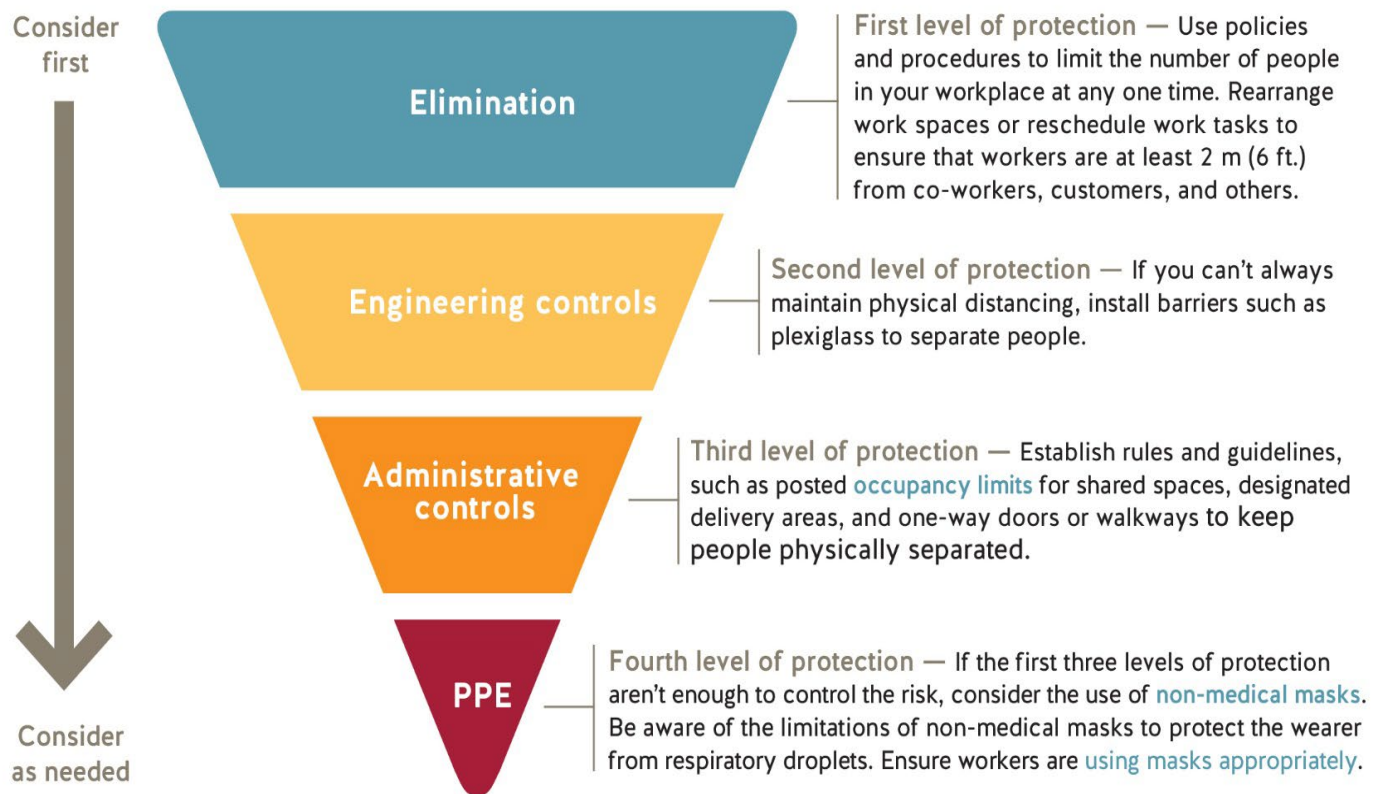 Consider
first
Elimination
First level of protection — Use policies
and procedures to limit the number of people
in your workplace at any one time. Rearrange
work spaces or reschedule work tasks to
ensure that workers are at least 2 m (6 ft.)
from co-workers, customers, and others.
Engineering controls
Second level of protection — If you can’t always
maintain physical distancing, install barriers such as
plexiglass to separate people.
Administrative
controls
Third level of protection — Establish rules and guidelines,
such as posted occupancy limits for shared spaces, designated
delivery areas, and one-way doors or walkways to keep
people physically separated.
PPE
Fourth level of protection — If the first three levels of protection
aren’t enough to control the risk, consider the use of non-medical masks.
Be aware of the limitations of non-medical masks to protect the wearer
from respiratory droplets. Ensure workers are using masks appropriately.
Consider
as needed